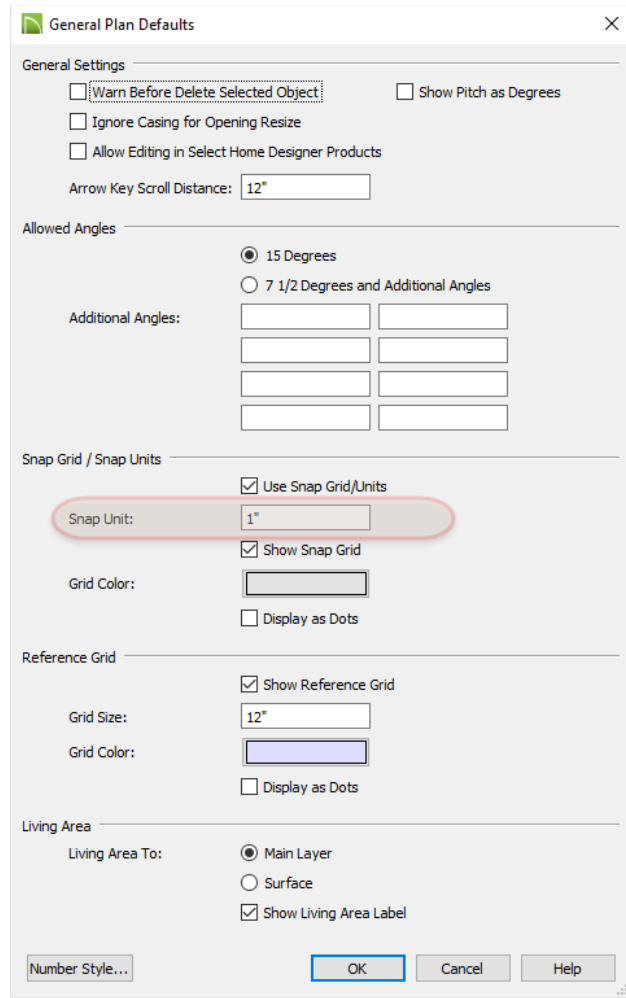 General Plan Defaults
General Settings
Warn Before Delete Selected Object Show Pitch as Degrees
Ignore Casing for Opening Resize
Allow Editing in Select Home Designer Products
Arrow Key Scroll Distance: 12"
Allowed Angles
15 Degrees
7 1/2 Degrees and Additional Angles
Additional Angles:
Snap Grid / Snap Units
Use Snap Grid/Units
Snap Unit: 1"
Show Snap Grid
Grid Color:
Display as Dots
Reference Grid
Show Reference Grid
Grid Size: 12"
Grid Color:
Display as Dots
Living Area
Living Area To: Main Layer
Surface
Show Living Area Label
Number Style... OK Cancel Help